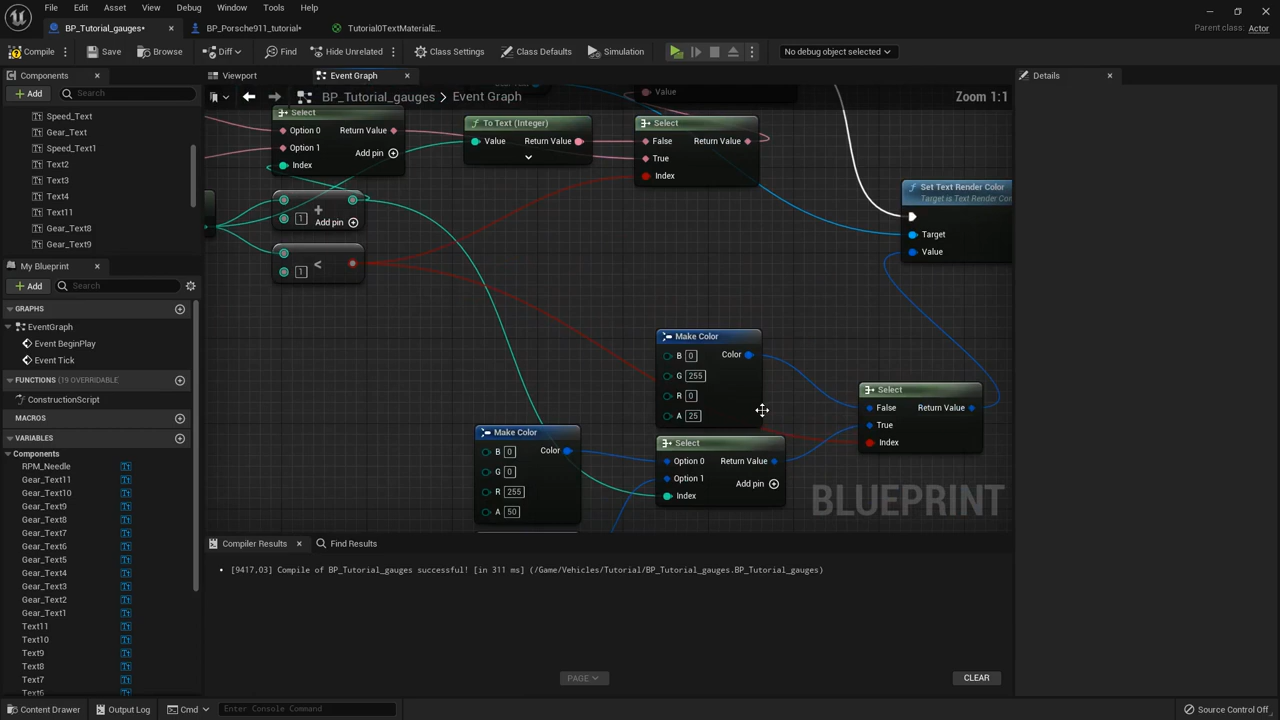 File Edit Asset View Debug Window Tools Help
BP_Tutorial_gauges*
BP_Porsche911_tutorial*
Tutorial0TextMaterialE...
Parent class: Actor
Compile
Save
Browse
Diff
Find
Hide Unrelated
Class Settings
Class Defaults
Simulation
No debug object selected
Components
Viewport
Event Graph
Details
Add
Search
BP_Tutorial_gauges
Event Graph
Zoom 1:1
Speed_Text
Gear_Text
Speed_Text1
Text2
Text3
Text4
Text11
Gear_Text8
Gear_Text9
My Blueprint
Add
Search
GRAPHS
EventGraph
Event BeginPlay
Event Tick
FUNCTIONS (19 OVERRIDABLE
ConstructionScript
MACROS
VARIABLES
Components
RPM_Needle
Gear_Text11
Gear_Text10
Gear_Text9
Gear_Text8
Gear_Text7
Gear_Text6
Gear_Text5
Gear_Text4
Gear_Text3
Gear_Text2
Gear_Text1
Text11
Text10
Text9
Text8
Text7
Text6
Value
Select
Option 0 Return Value
Option 1
Add pin
Index
To Text (Integer)
Value Return Value
Select
False Return Value
True
Index
Set Text Render Color
Target is Text Render Con
Target
Value
+
1
Add pin
<
1
Make Color
B 0
Color
G 255
R 0
A 25
Select
False Return Value
True
Index
Make Color
B 0
Color
G 0
R 255
A 50
Select
Option 0 Return Value
Option 1
Add pin
Index
BLUEPRINT
Compiler Results
Find Results
[9417,03] Compile of BP_Tutorial_gauges successful! [in 311 ms] (/Game/Vehicles/Tutorial/BP_Tutorial_gauges.BP_Tutorial_gauges)
PAGE
CLEAR
Content Drawer
Output Log
Cmd
Enter Console Command
Source Control Off